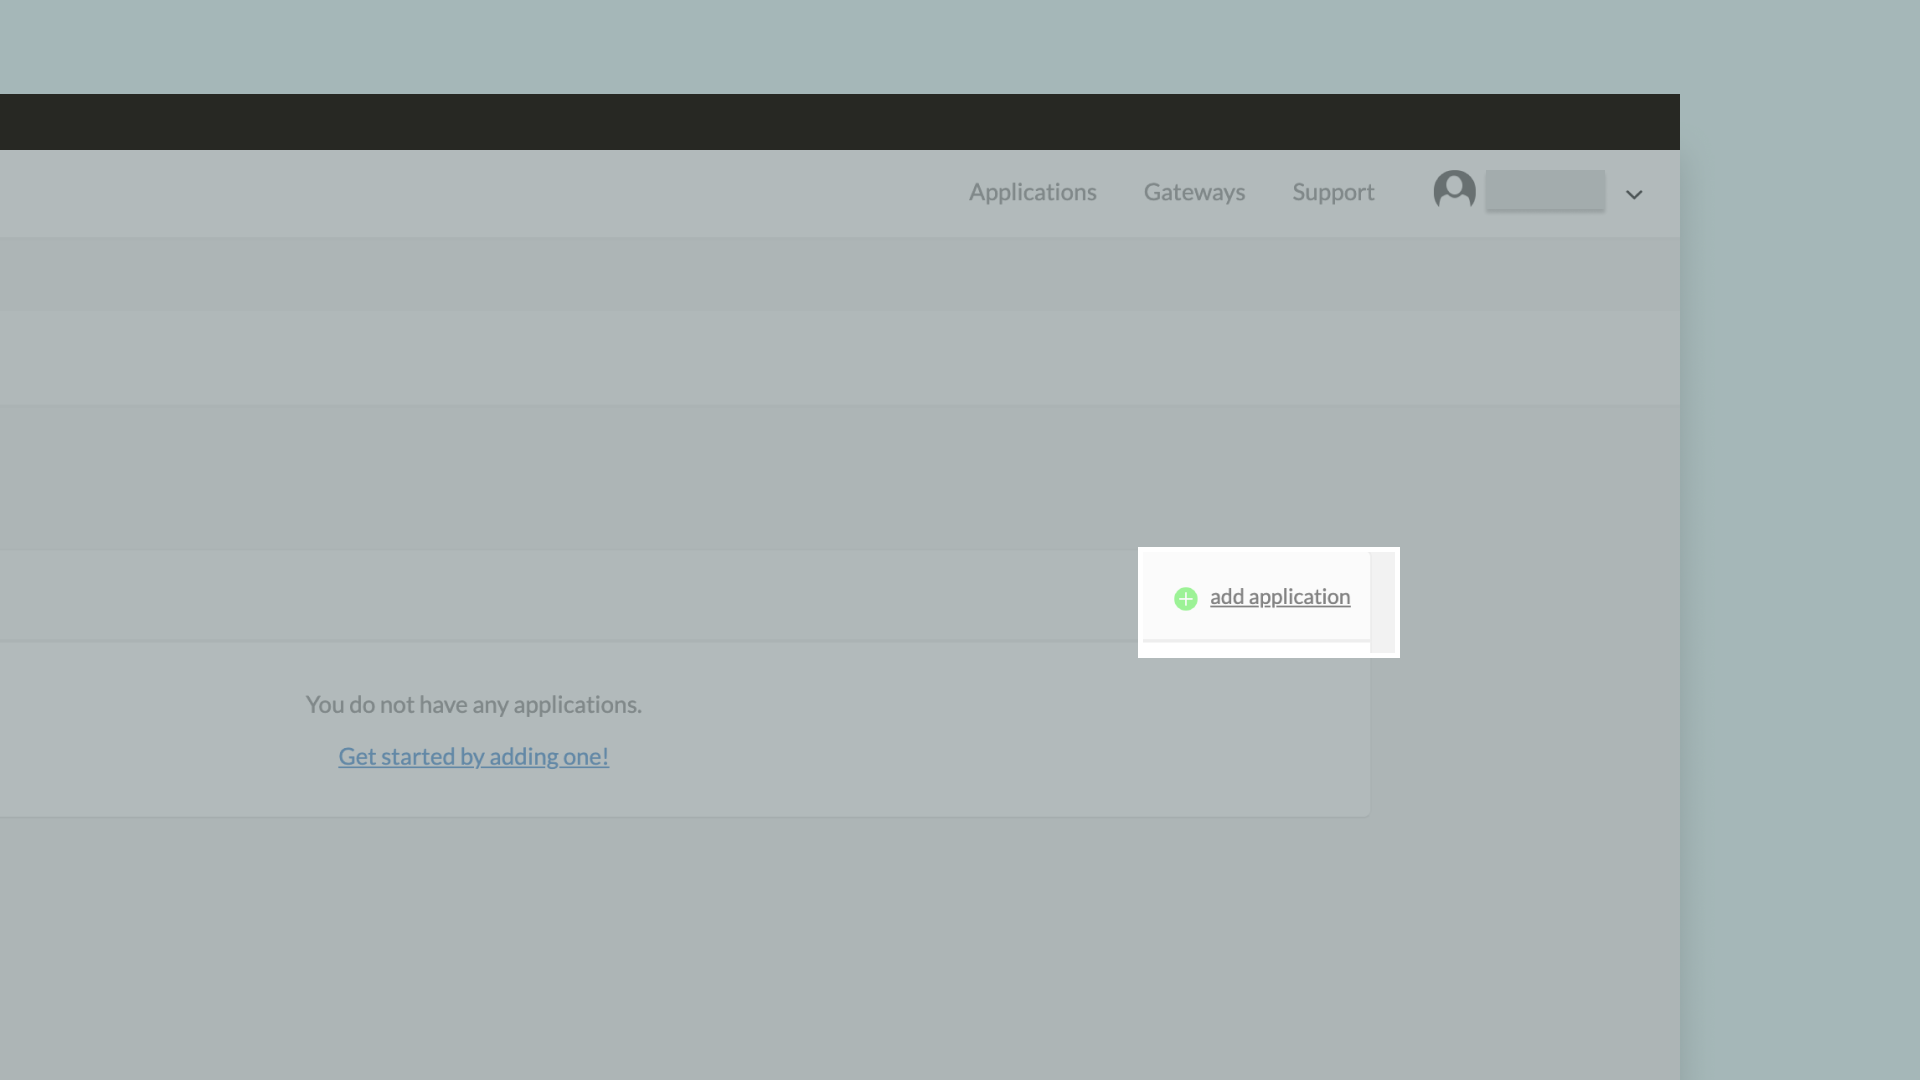 Applications Gateways Support
add application
You do not have any applications.
Get started by adding one!